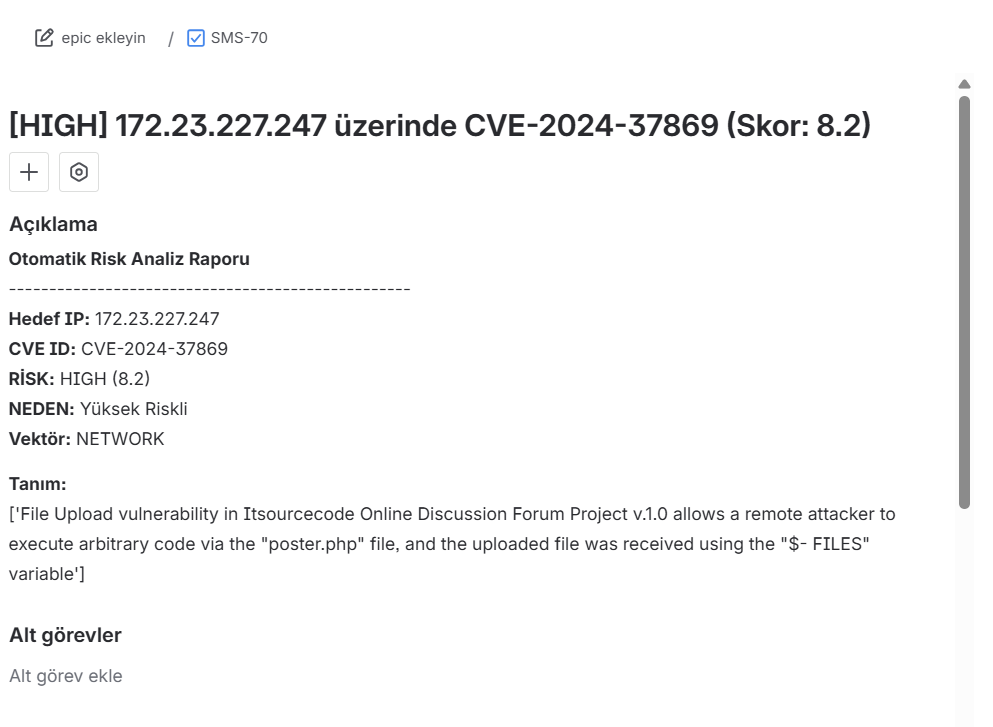 epic ekleyin / SMS-70
[HIGH] 172.23.227.247 üzerinde CVE-2024-37869 (Skor: 8.2)
Açıklama
Otomatik Risk Analiz Raporu
--------------------------------------------------
Hedef IP: 172.23.227.247
CVE ID: CVE-2024-37869
RİSK: HIGH (8.2)
NEDEN: Yüksek Riskli
Vektör: NETWORK
Tanım:
['File Upload vulnerability in Itsourcecode Online Discussion Forum Project v.1.0 allows a remote attacker to
execute arbitrary code via the "poster.php" file, and the uploaded file was received using the "$- FILES"
variable']
Alt görevler
Alt görev ekle